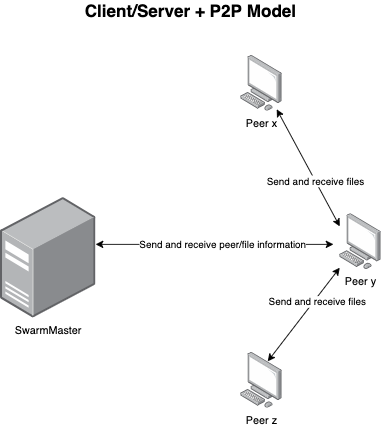 Client/Server + P2P Model
Peer x
Send and receive files
Send and receive peer/file information
Peer y
Send and receive files
SwarmMaster
Peer z